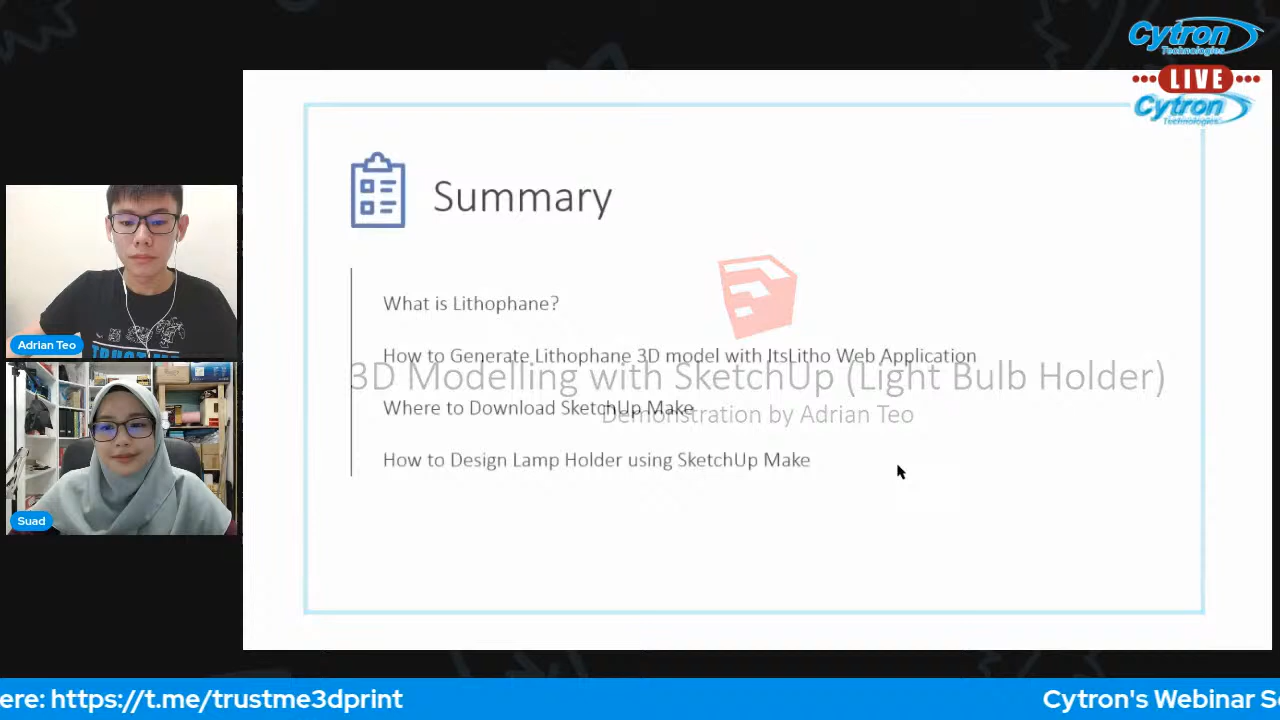 Cytron
Technologies
LIVE
Cytron
Technologies
Summary
What is Lithophane?
How to Generate Lithophane 3D model with ItsLitho Web Application
3D Modelling with SketchUp (Light Bulb Holder)
Where to Download SketchUp Make
Demonstration by Adrian Teo
How to Design Lamp Holder using SketchUp Make
Adrian Teo
Suad
ere: https://t.me/trustme3dprint
Cytron's Webinar Se